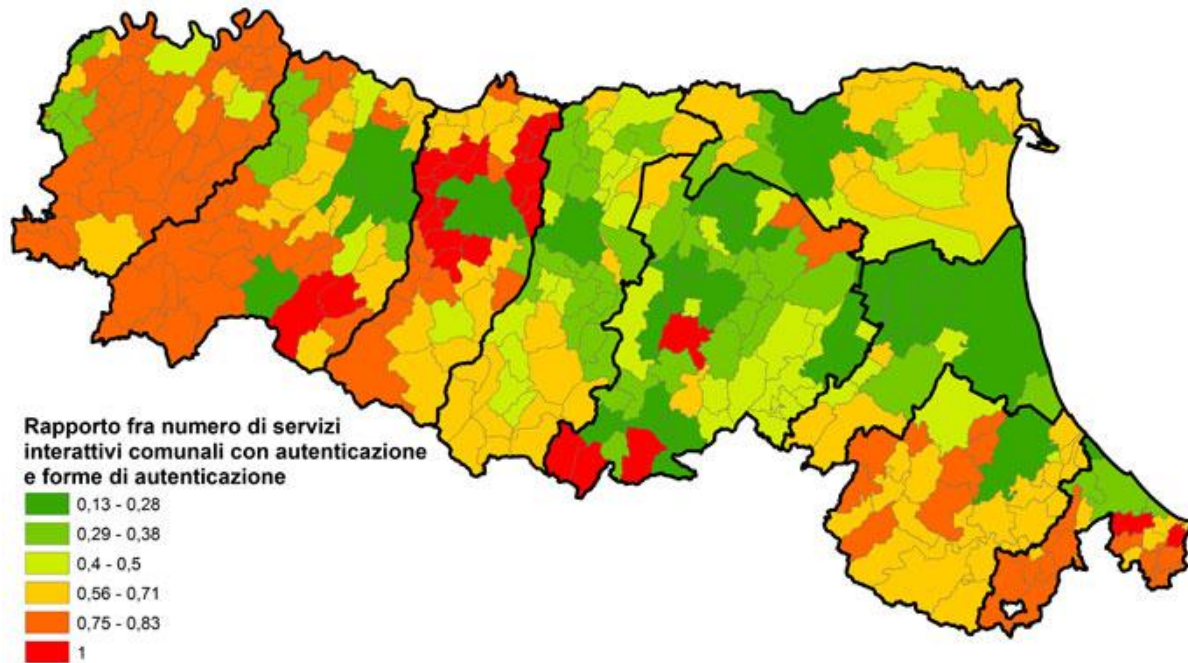 Rapporto fra numero di servizi
interattivi comunali con autenticazione
e forme di autenticazione
0,13 - 0,28
0,29 - 0,38
0,4 - 0,5
0,56 - 0,71
0,75 - 0,83
1